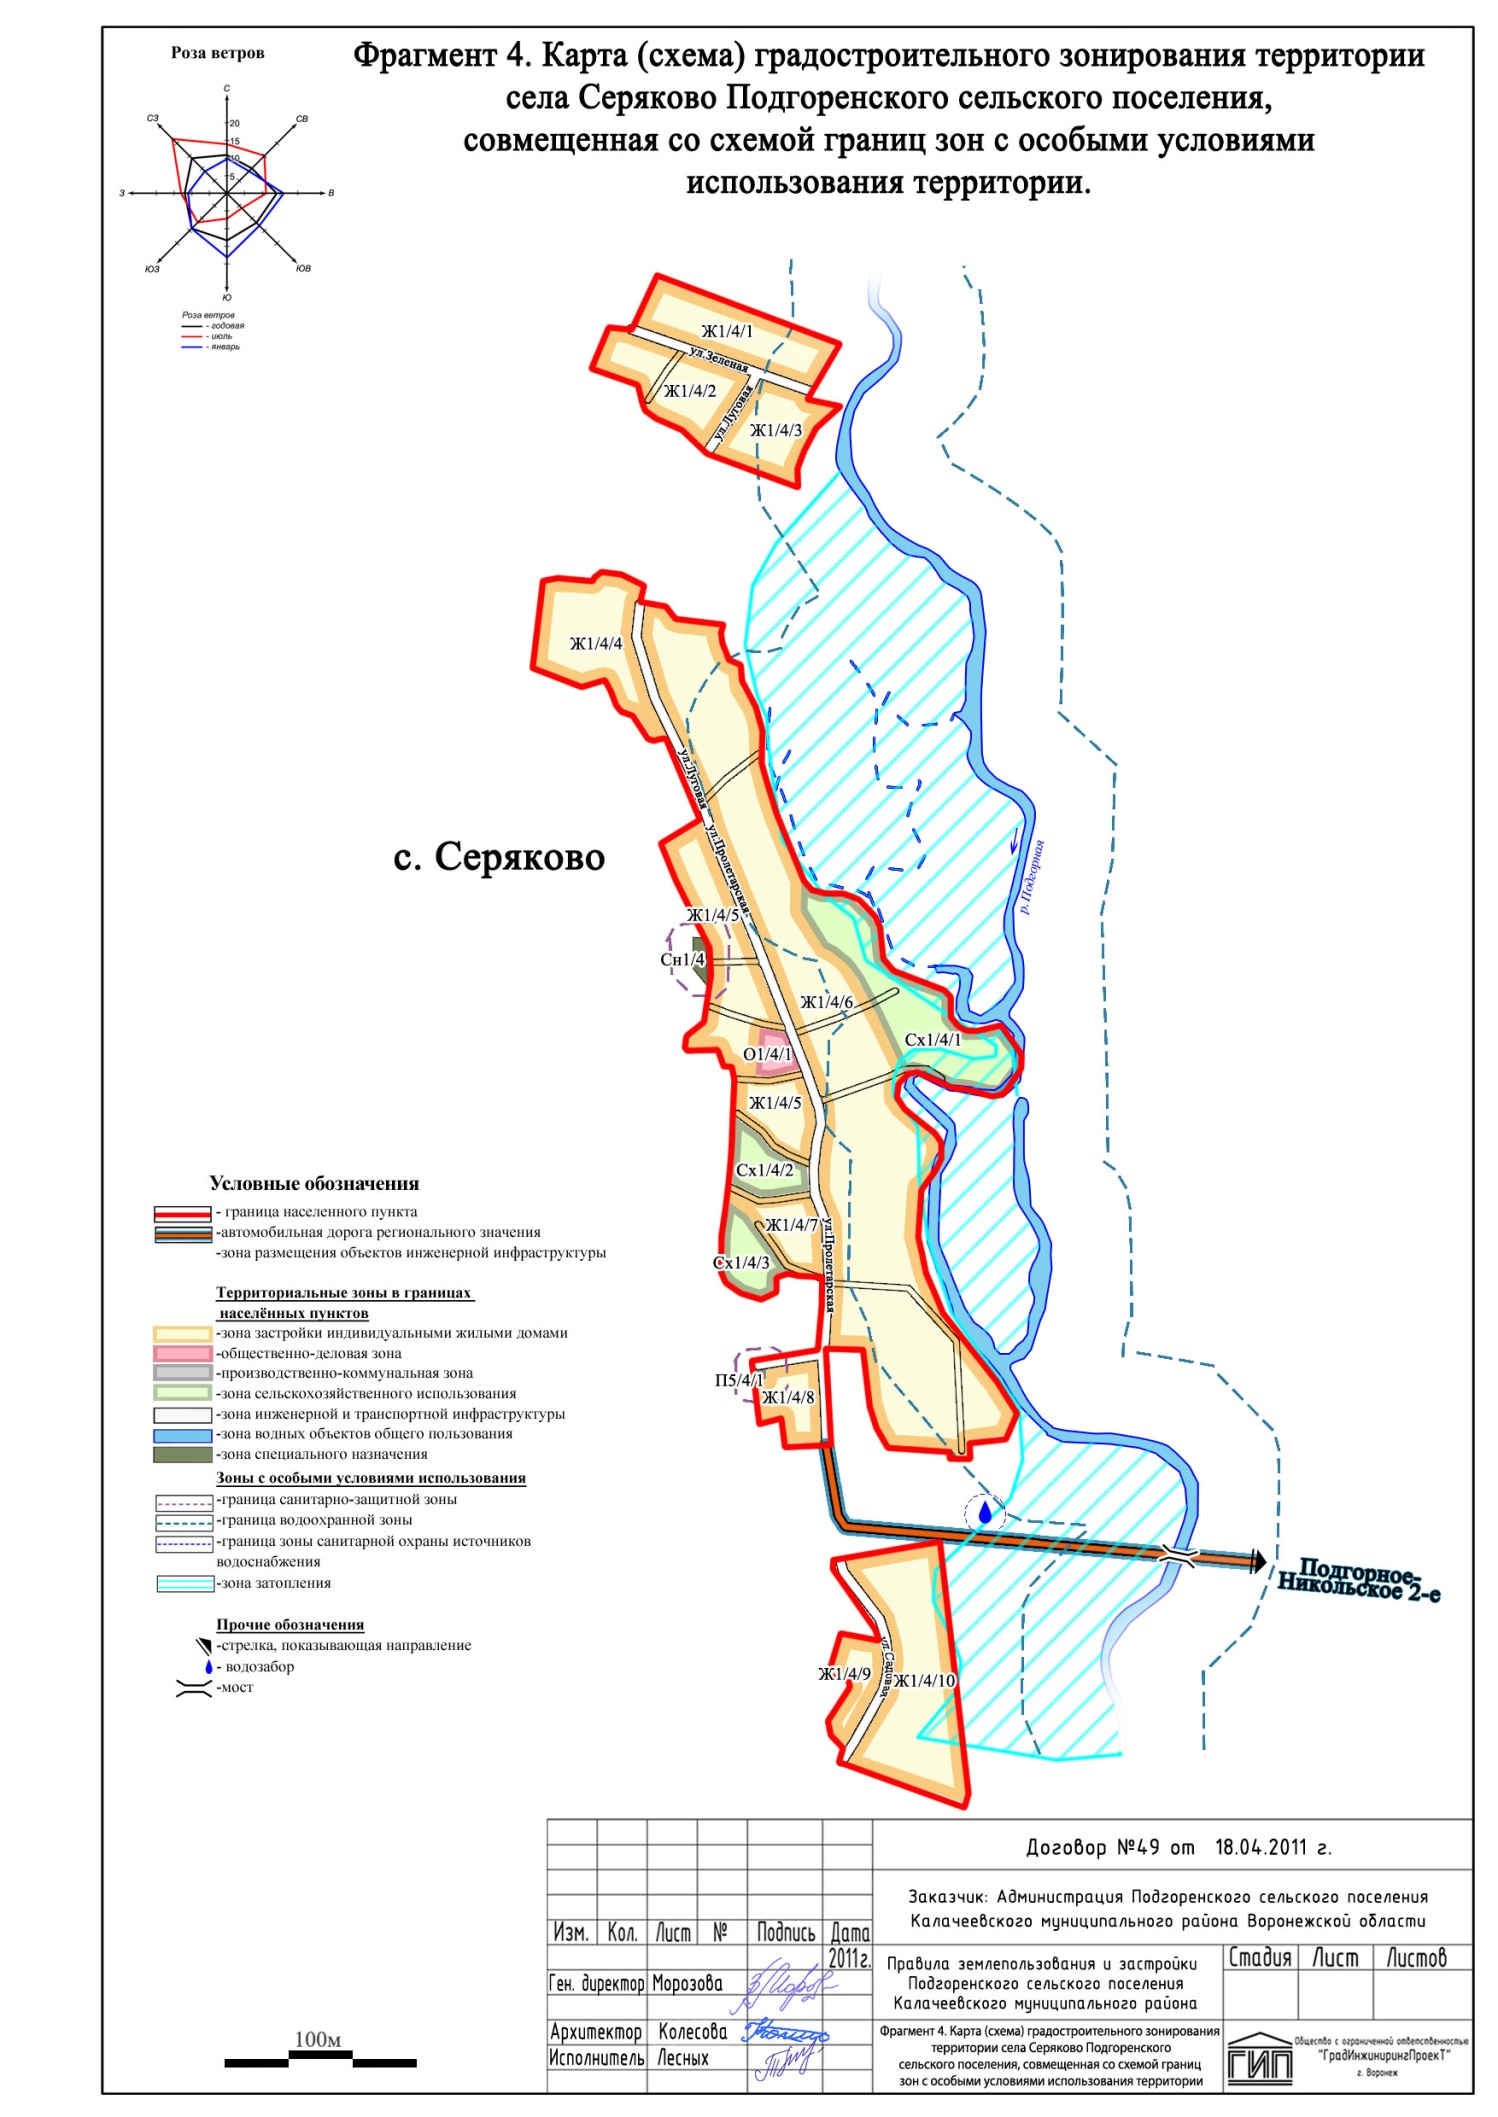 Роза ветров
Фрагмент 4. Карта (схема) градостроительного зонирования территории
села Серяково Подгоренского сельского поселения,
совмещенная со схемой границ зон с особыми условиями
использования территории.
С
СЗ
СВ
20
15
10
5
З
В
ЮЗ
ЮВ
Ю
Роза ветров
- годовая
- июль
- январь
Ж1/4/1
ул.Зеленая
Ж1/4/2
ул.Луговая
Ж1/4/3
Ж1/4/4
ул.Луговая
ул.Пролетарская
с. Серяково
р. Подгорная
Ж1/4/5
Сн1/4
Ж1/4/6
Сх1/4/1
О1/4/1
Ж1/4/5
Сх1/4/2
Ж1/4/7
ул.Пролетарская
Сх1/4/3
П5/4/1
Ж1/4/8
Подгорное-
Никольское 2-е
ул.Садовая
Ж1/4/9
Ж1/4/10
Условные обозначения
- граница населенного пункта
-автомобильная дорога регионального значения
-зона размещения объектов инженерной инфраструктуры
Территориальные зоны в границах
населённых пунктов
-зона застройки индивидуальными жилыми домами
-общественно-деловая зона
-производственно-коммунальная зона
-зона сельскохозяйственного использования
-зона инженерной и транспортной инфраструктуры
-зона водных объектов общего пользования
-зона специального назначения
Зоны с особыми условиями использования
-граница санитарно-защитной зоны
-граница водоохранной зоны
-граница зоны санитарной охраны источников
водоснабжения
-зона затопления
Прочие обозначения
-стрелка, показывающая направление
- водозабор
-мост
100м
Договор №49 от 18.04.2011 г.
Заказчик: Администрация Подгоренского сельского поселения
Калачеевского муниципального района Воронежской области
Изм. Кол. Лист № Подпись Дата
2011г.
Правила землепользования и застройки
Подгоренского сельского поселения
Калачеевского муниципального района
Стадия Лист Листов
Ген. директор Морозова
Архитектор Колесова
Исполнитель Лесных
Фрагмент 4. Карта (схема) градостроительного зонирования
территории села Серяково Подгоренского
сельского поселения, совмещенная со схемой границ
зон с особыми условиями использования территории
ГИП
Общество с ограниченной ответственностью
"ГрадИнжинирингПроекТ"
г. Воронеж